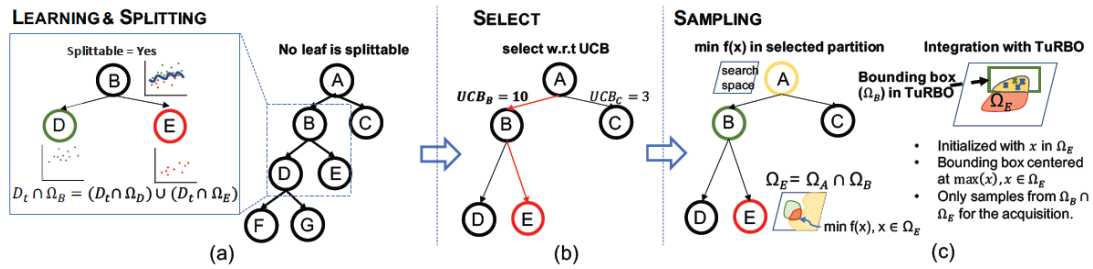 LEARNING & SPLITTING
Splittable = Yes
B
D
E
D_t ∩ Ω_B = (D_t ∩ Ω_D) ∪ (D_t ∩ Ω_E)
No leaf is splittable
A
B
C
D
E
F
G
(a)
SELECT
select w.r.t UCB
A
UCB_B = 10
UCB_C = 3
B
C
D
E
(b)
SAMPLING
min f(x) in selected partition
search
space
A
B
C
Ω_E = Ω_A ∩ Ω_B
D
E
min f(x), x ∈ Ω_E
Integration with TuRBO
Bounding box
(Ω_B) in TuRBO
Ω_E
• Initialized with x in Ω_E
• Bounding box centered
at max(x), x ∈ Ω_E
• Only samples from Ω_B ∩
Ω_E for the acquisition.
(c)